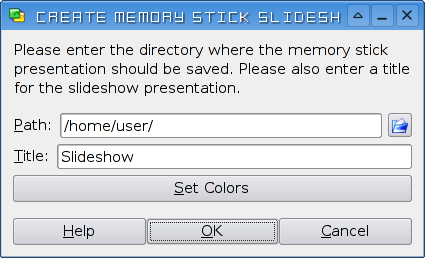 CREATE MEMORY STICK SLIDESH
Please enter the directory where the memory stick
presentation should be saved. Please also enter a title
for the slideshow presentation.
Path: /home/user/
Title: Slideshow
Set Colors
Help OK Cancel